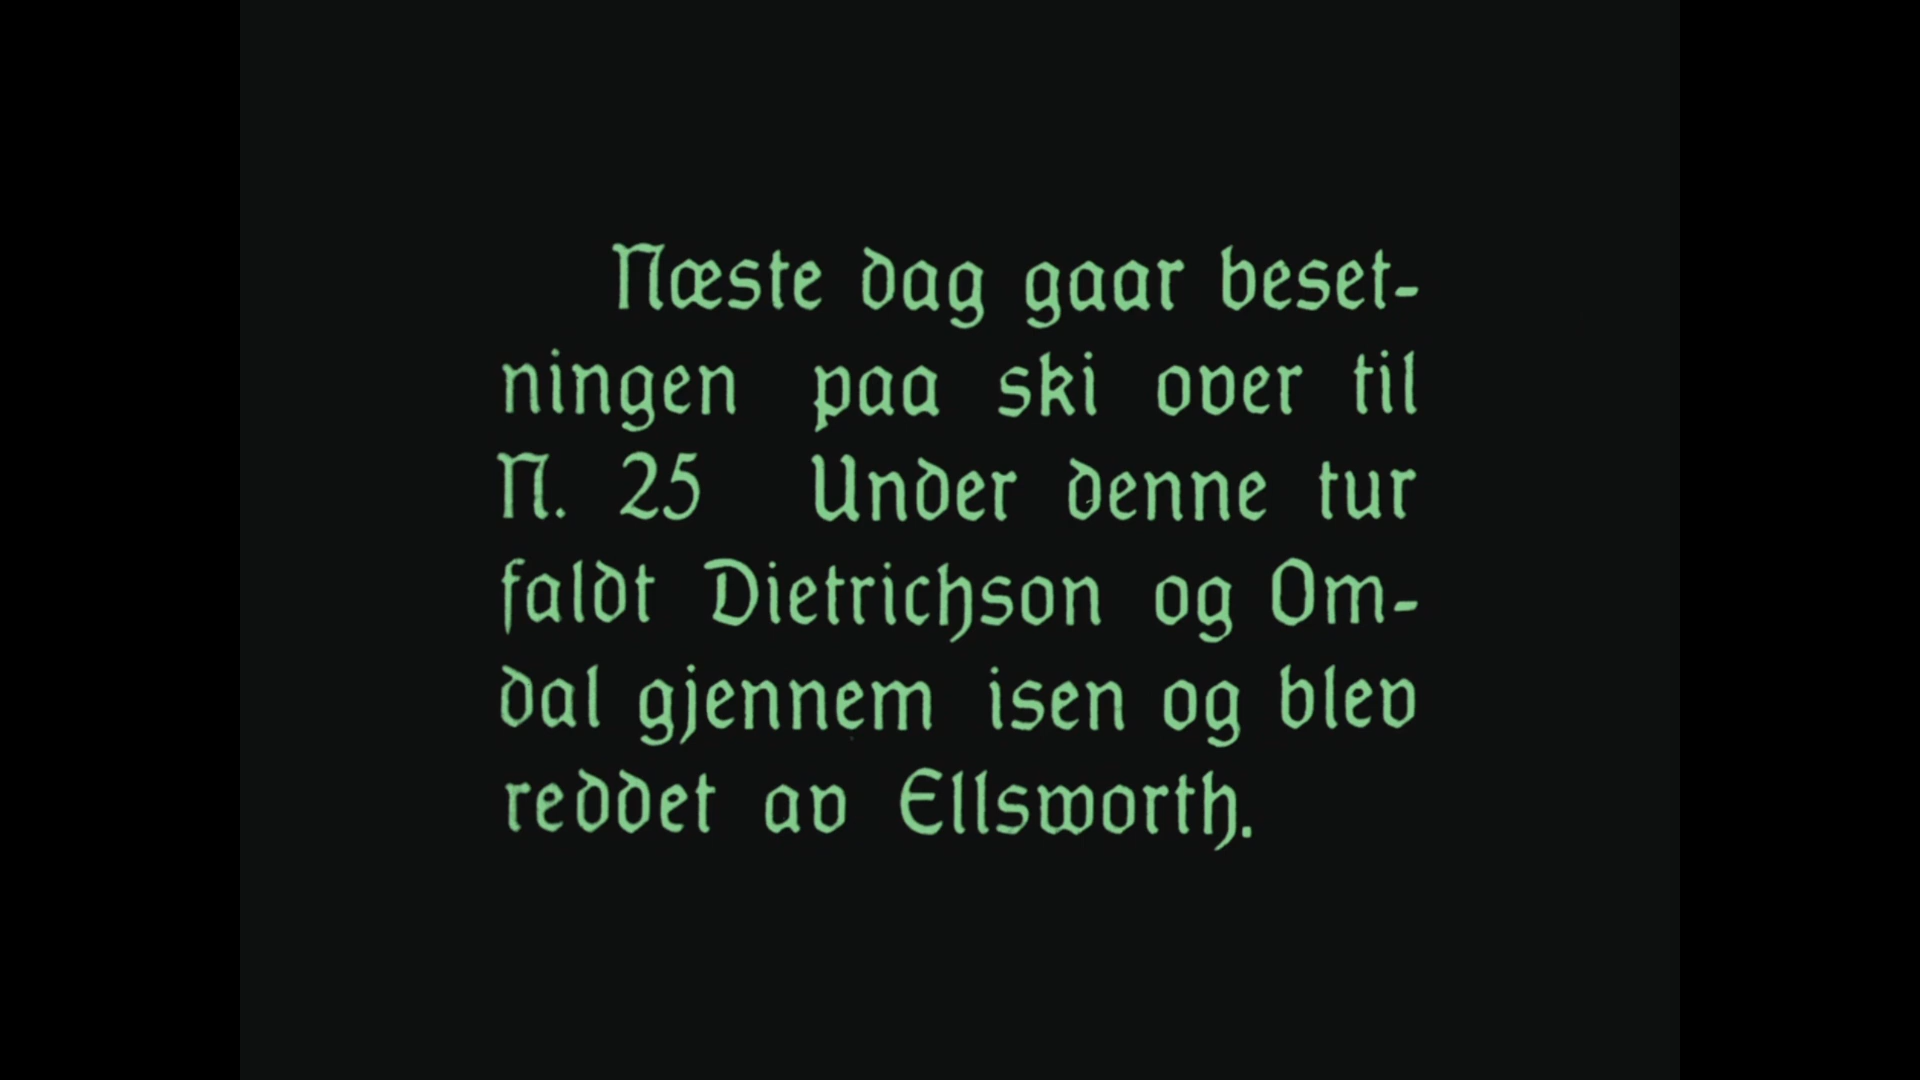 Næste dag gaar beset-
ningen paa ski over til
N. 25 Under denne tur
faldt Dietrichson og Om-
dal gjennem isen og blev
reddet av Ellsworth.